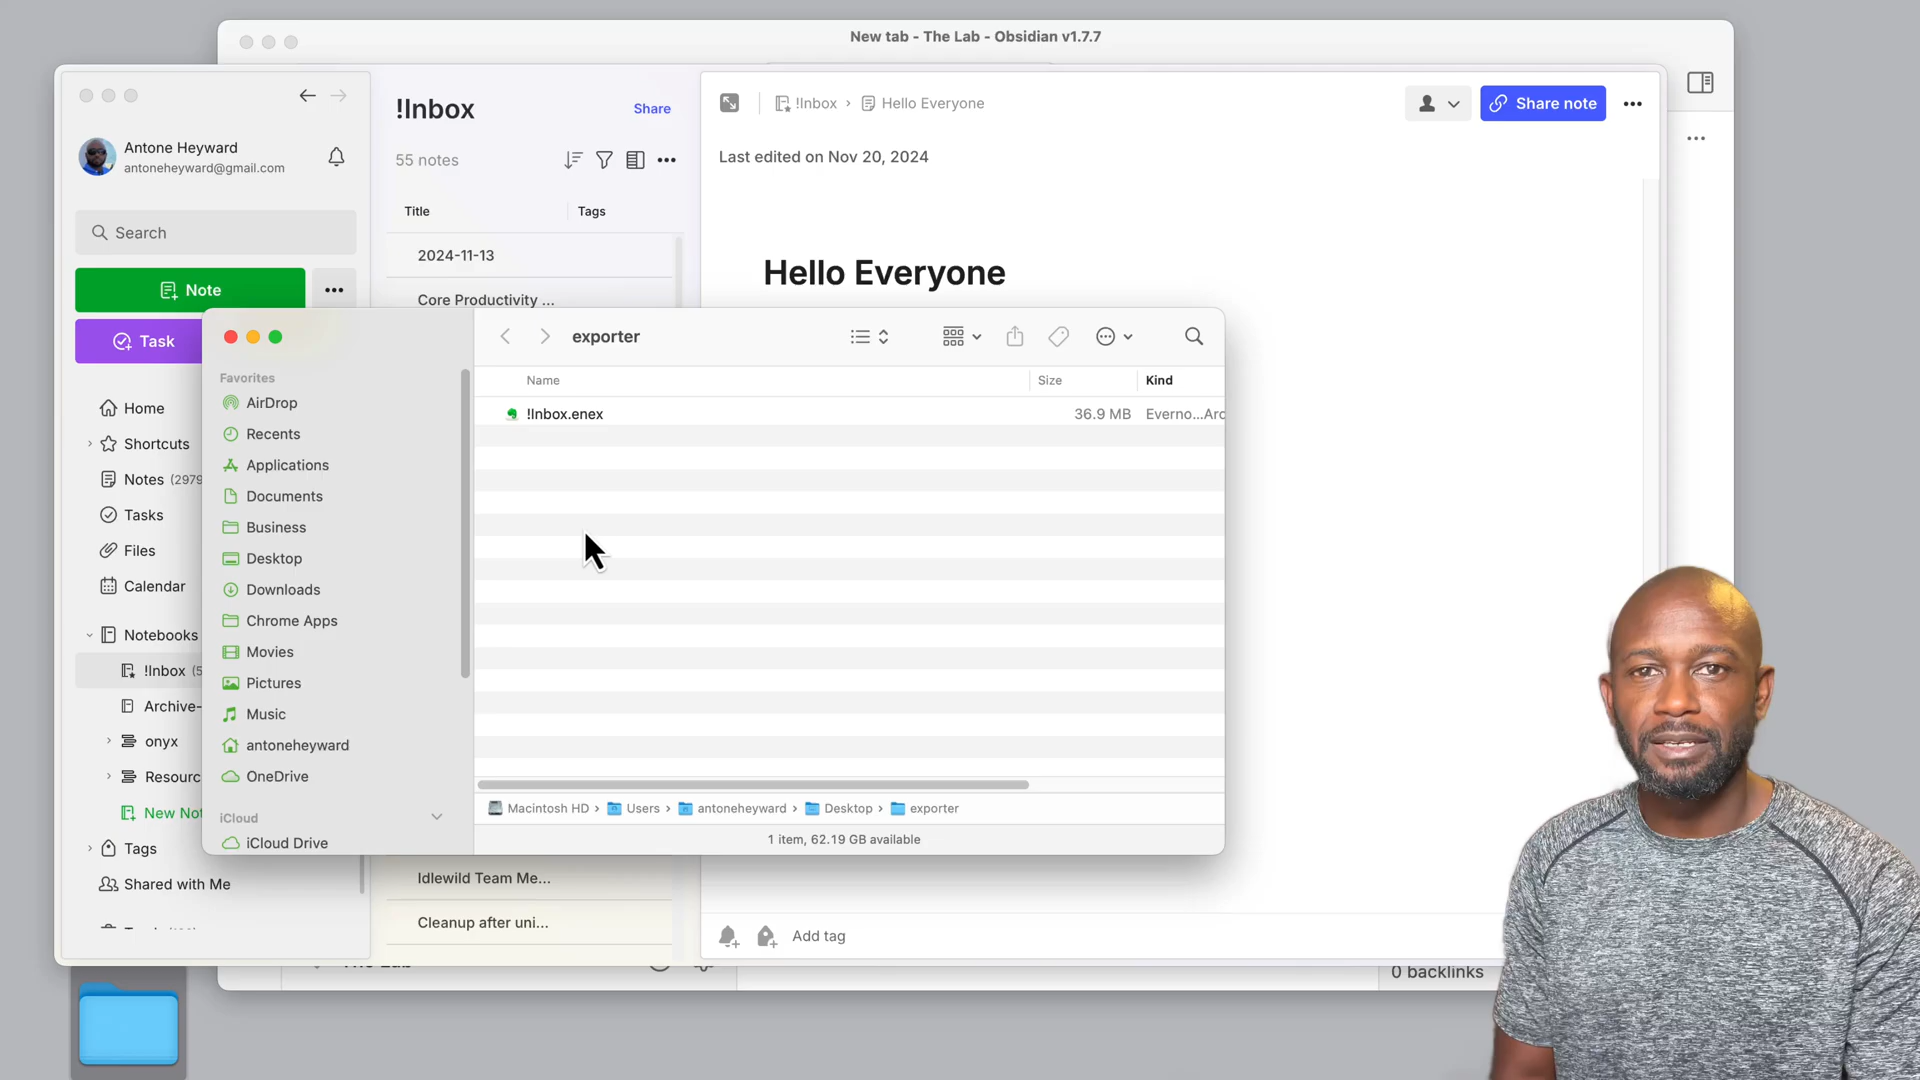 New tab - The Lab - Obsidian v1.7.7
Antone Heyward
antoneheyward@gmail.com
Search
Note
Task
Home
Shortcuts
Notes (2979
Tasks
Files
Calendar
Notebooks
!Inbox (5
Archive-
onyx
Resourc
New Not
Tags
Shared with Me
!Inbox
Share
55 notes
Title Tags
2024-11-13
Core Productivity ...
Idlewild Team Me...
Cleanup after uni...
!Inbox › Hello Everyone
Share note
Last edited on Nov 20, 2024
Hello Everyone
Add tag
0 backlinks
exporter
Favorites
AirDrop
Recents
Applications
Documents
Business
Desktop
Downloads
Chrome Apps
Movies
Pictures
Music
antoneheyward
OneDrive
iCloud
iCloud Drive
Name Size Kind
!Inbox.enex 36.9 MB Everno...Arc
Macintosh HD › Users › antoneheyward › Desktop › exporter
1 item, 62.19 GB available